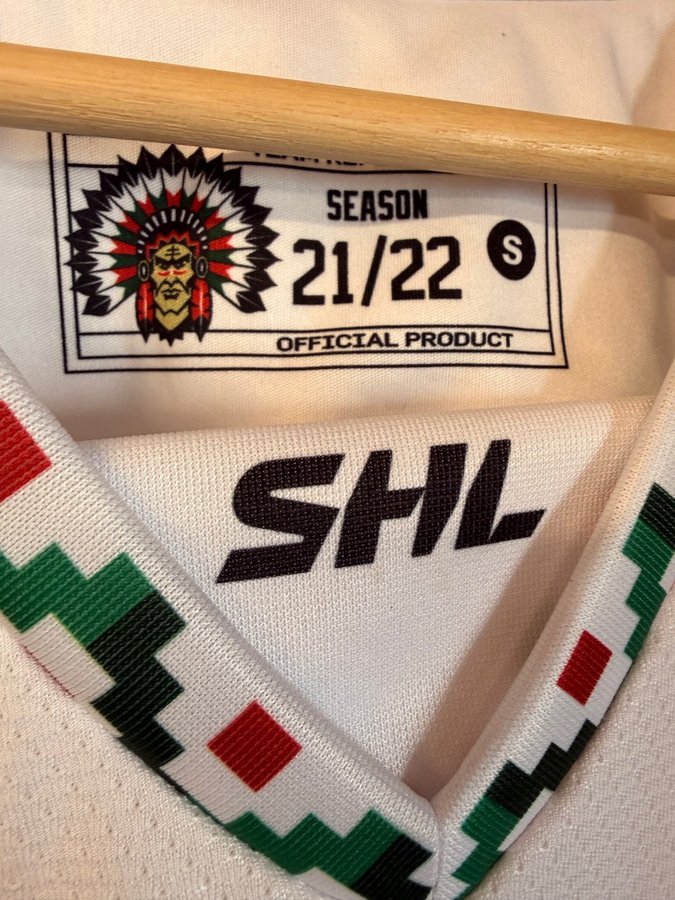 SEASON
21/22
S
OFFICIAL PRODUCT
SHL